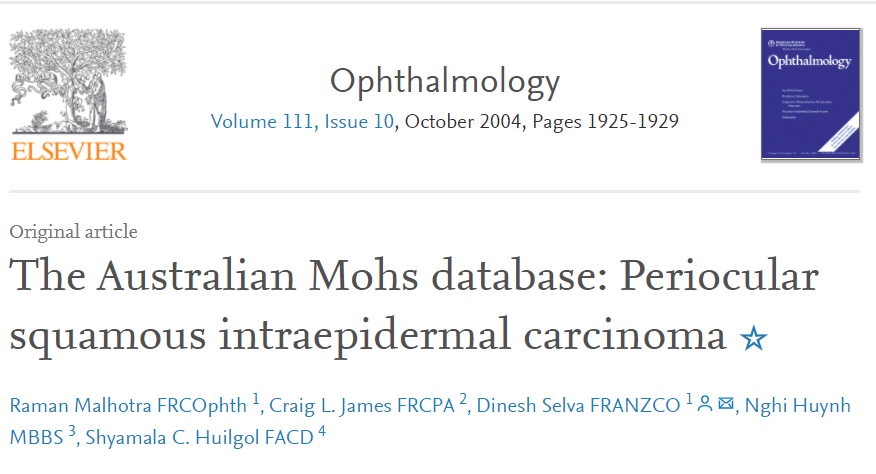 Ophthalmology
Volume 111, Issue 10, October 2004, Pages 1925-1929
ELSEVIER
Ophthalmology
Original article
The Australian Mohs database: Periocular
squamous intraepidermal carcinoma
Raman Malhotra FRCOphth 1, Craig L. James FRCPA 2, Dinesh Selva FRANZCO 1, Nghi Huynh
MBBS 3, Shyamala C. Huilgol FACD 4